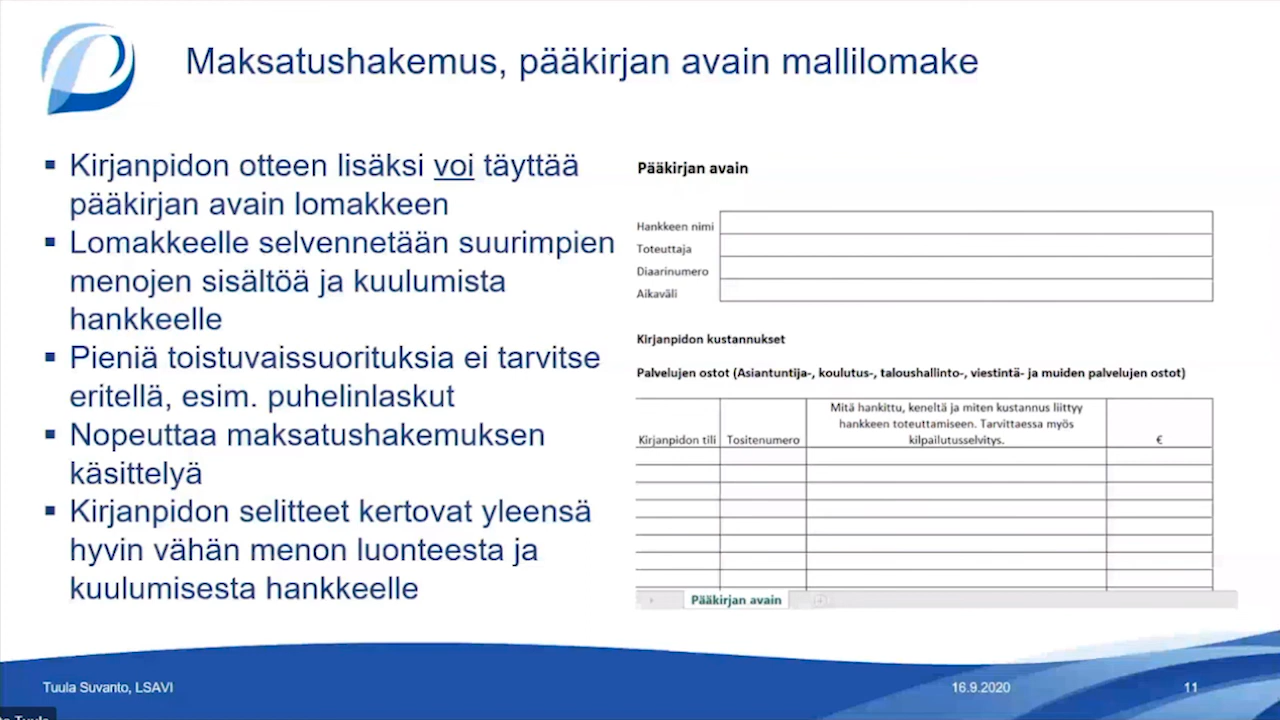 Maksatushakemus, pääkirjan avain mallilomake
▪ Kirjanpidon otteen lisäksi voi täyttää
pääkirjan avain lomakkeen
▪ Lomakkeelle selvennetään suurimpien
menojen sisältöä ja kuulumista
hankkeelle
▪ Pieniä toistuvaissuorituksia ei tarvitse
eritellä, esim. puhelinlaskut
▪ Nopeuttaa maksatushakemuksen
käsittelyä
▪ Kirjanpidon selitteet kertovat yleensä
hyvin vähän menon luonteesta ja
kuulumisesta hankkeelle
Pääkirjan avain
Hankkeen nimi
Toteuttaja
Diaarinumero
Aikaväli
Kirjanpidon kustannukset
Palvelujen ostot (Asiantuntija-, koulutus-, taloushallinto-, viestintä- ja muiden palvelujen ostot)
Mitä hankittu, keneltä ja miten kustannus liittyy
hankkeen toteuttamiseen. Tarvittaessa myös
Kirjanpidon tili Tositenumero kilpailutusselvitys. €
Pääkirjan avain
Tuula Suvanto, LSAVI 16.9.2020 11